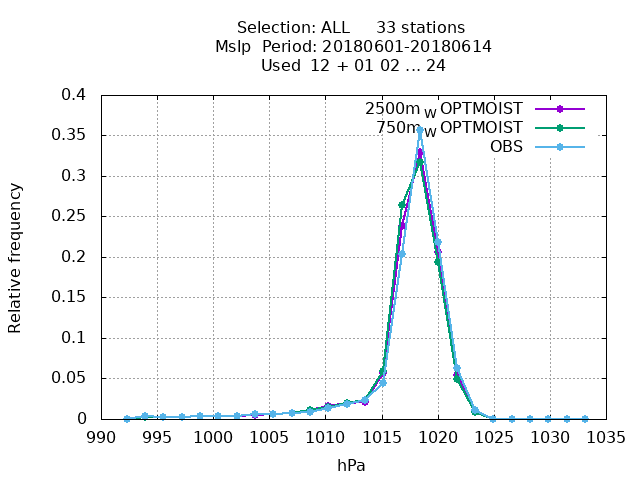 Selection: ALL     33 stations
Mslp  Period: 20180601-20180614
Used  12 + 01 02 ... 24
0.4
0.35
0.3
0.25
0.2
0.15
0.1
0.05
0
Relative frequency
2500m W OPTMOIST
750m W OPTMOIST
OBS
990 995 1000 1005 1010 1015 1020 1025 1030 1035
hPa